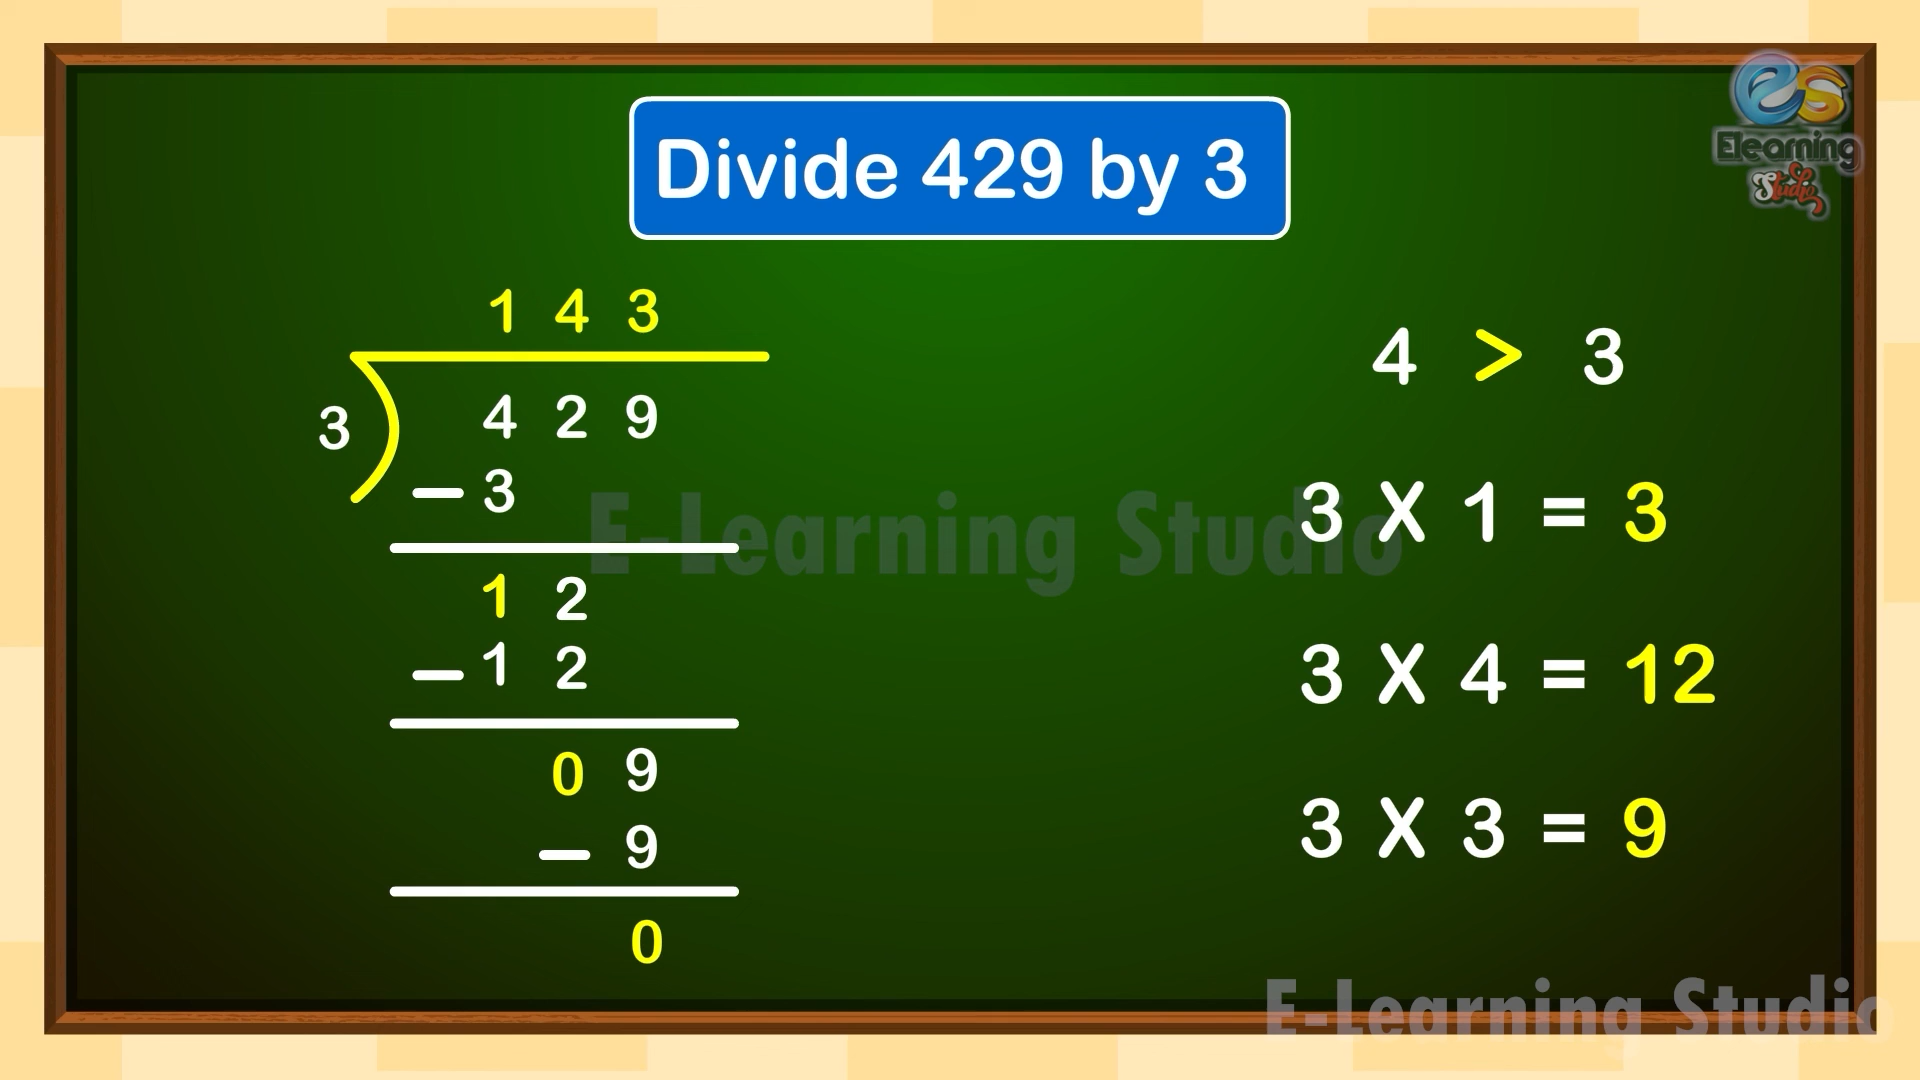 Divide 429 by 3
es
Elearning
Studio
1 4 3
3 4 2 9
– 3
1 2
– 1 2
0 9
– 9
0
4 > 3
3 X 1 = 3
3 X 4 = 12
3 X 3 = 9
E-Learning Studio
E-Learning Studio